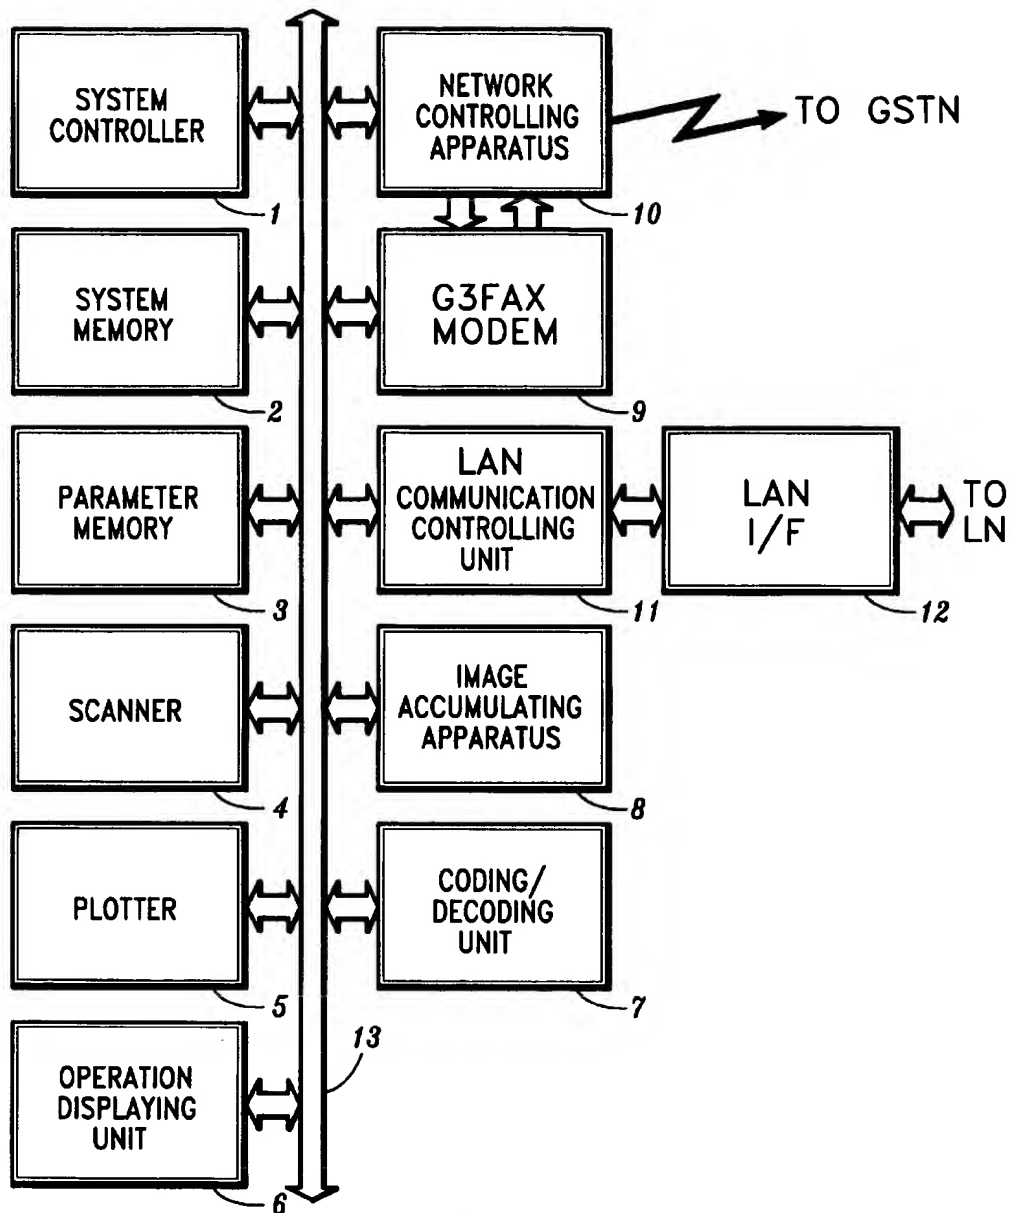 SYSTEM
CONTROLLER
1
NETWORK
CONTROLLING
APPARATUS
10
TO GSTN
SYSTEM
MEMORY
2
G3FAX
MODEM
9
PARAMETER
MEMORY
3
LAN
COMMUNICATION
CONTROLLING
UNIT
11
LAN
I/F
12
TO
LN
SCANNER
4
IMAGE
ACCUMULATING
APPARATUS
8
PLOTTER
5
CODING/
DECODING
UNIT
7
OPERATION
DISPLAYING
UNIT
6
13